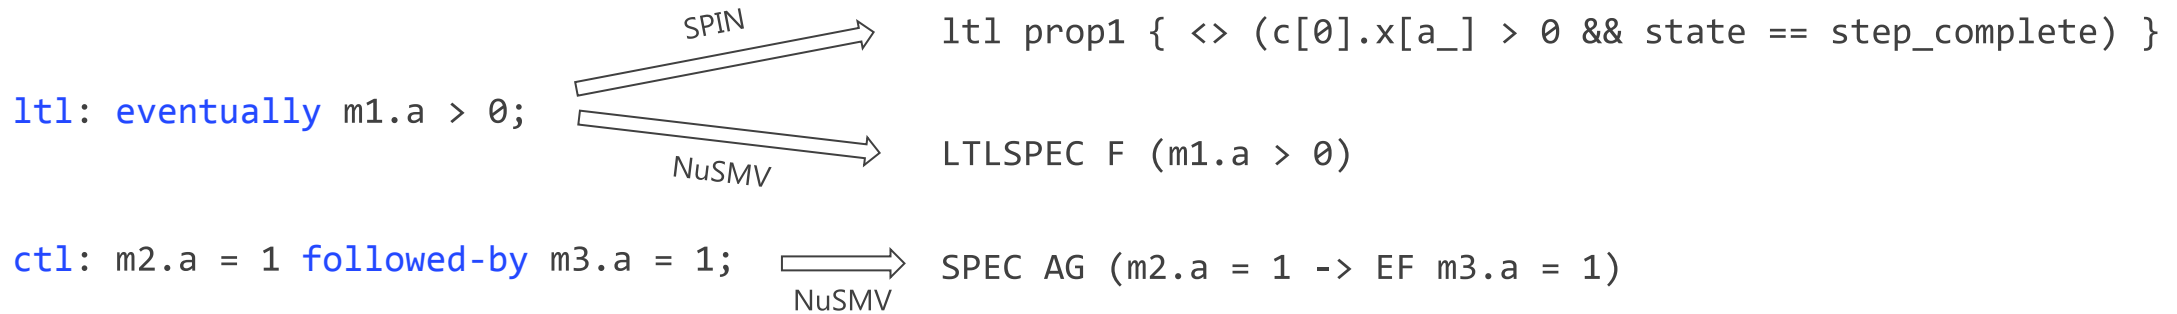 SPIN
ltl prop1 { <> (c[0].x[a_] > 0 && state == step_complete) }
ltl: eventually m1.a > 0;
LTLSPEC F (m1.a > 0)
NuSMV
ctl: m2.a = 1 followed-by m3.a = 1;
SPEC AG (m2.a = 1 -> EF m3.a = 1)
NuSMV